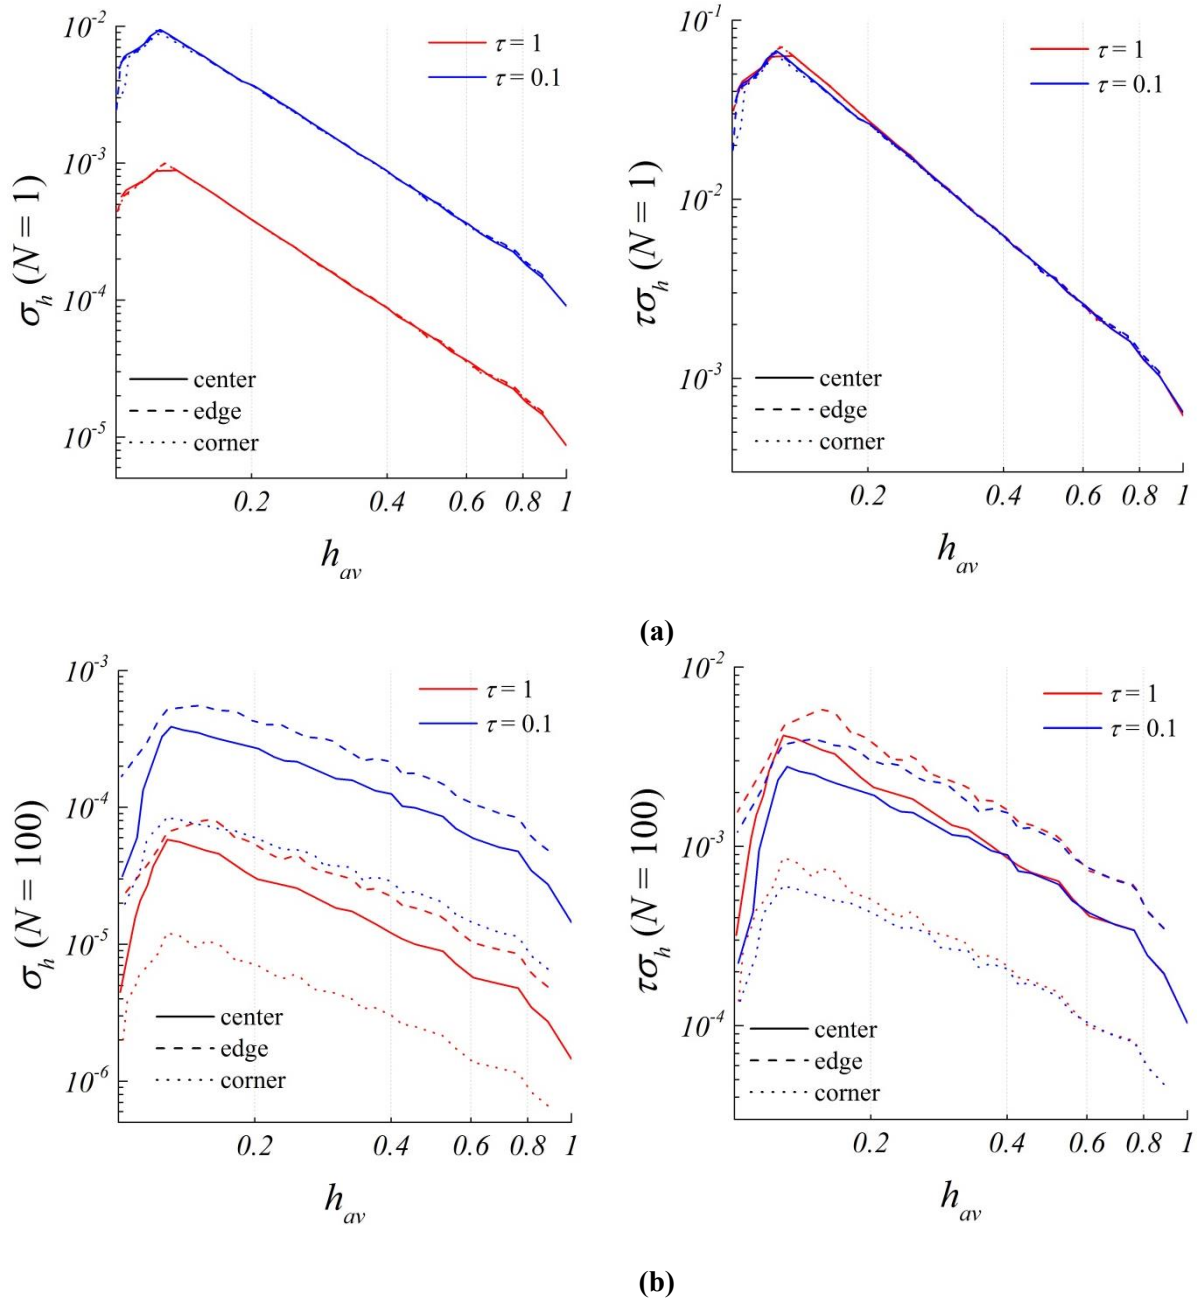 10⁻²
10⁻³
10⁻⁴
10⁻⁵
σₕ (N = 1)
τ = 1
τ = 0.1
center
edge
corner
0.2 0.4 0.6 0.8 1
h_av
10⁻¹
10⁻²
10⁻³
τσₕ (N = 1)
τ = 1
τ = 0.1
center
edge
corner
0.2 0.4 0.6 0.8 1
h_av
(a)
10⁻³
10⁻⁴
10⁻⁵
10⁻⁶
σₕ (N = 100)
τ = 1
τ = 0.1
center
edge
corner
0.2 0.4 0.6 0.8 1
h_av
10⁻²
10⁻³
10⁻⁴
τσₕ (N = 100)
τ = 1
τ = 0.1
center
edge
corner
0.2 0.4 0.6 0.8 1
h_av
(b)